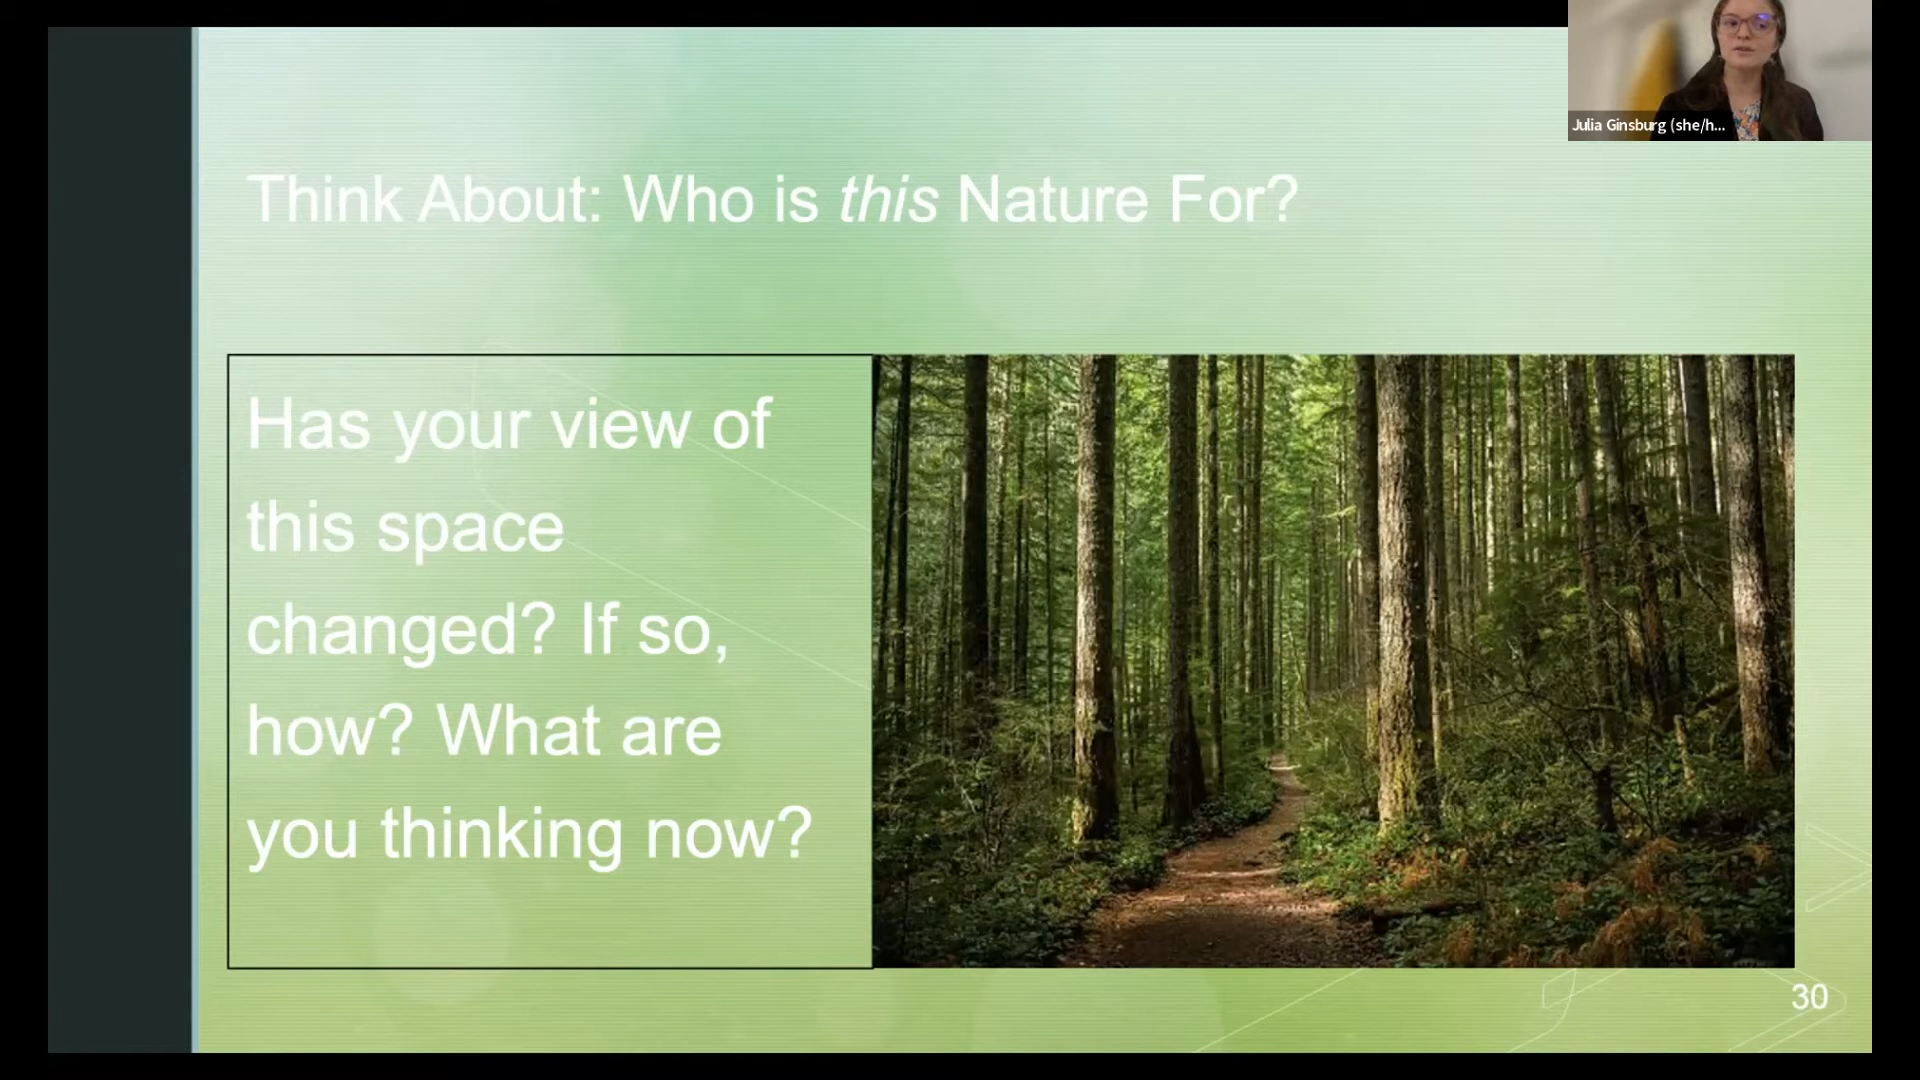 Julia Ginsburg (she/h...
Think About: Who is this Nature For?
Has your view of
this space
changed? If so,
how? What are
you thinking now?
30